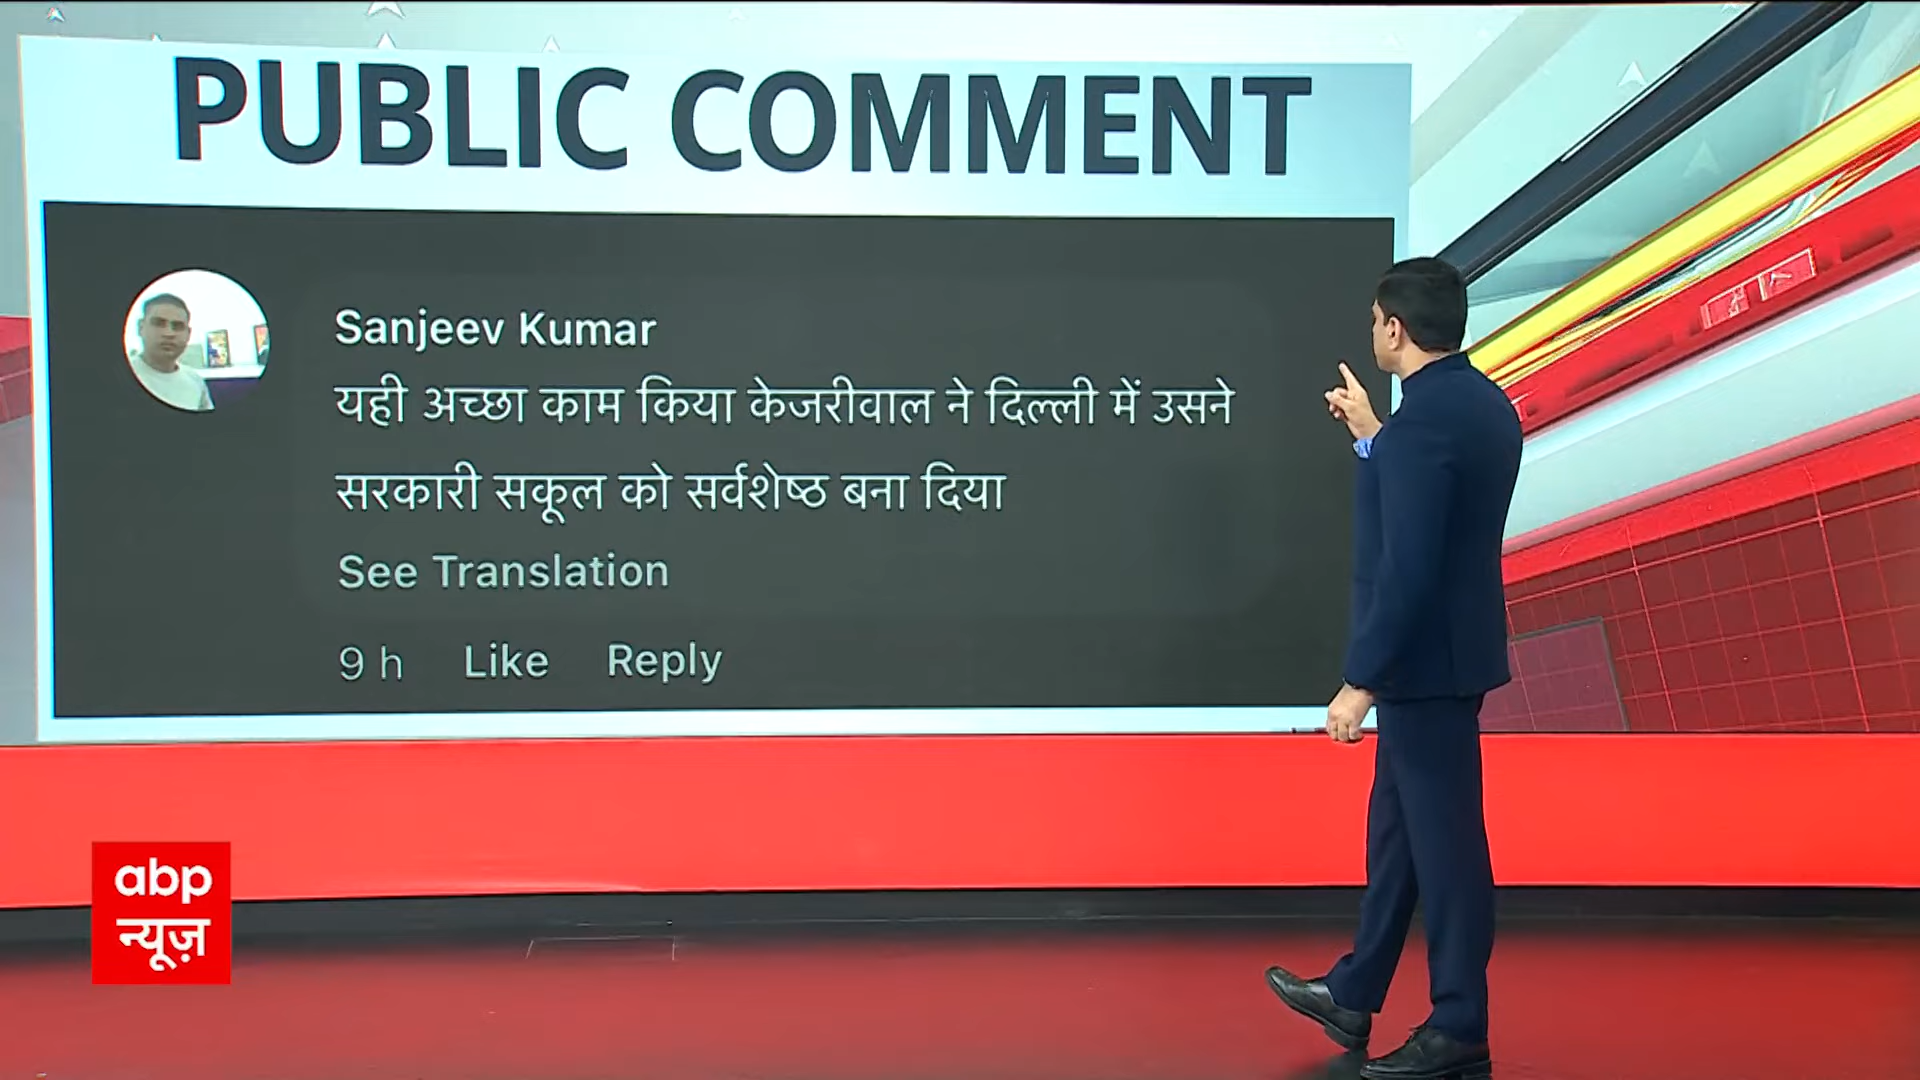 PUBLIC COMMENT
Sanjeev Kumar
यही अच्छा काम किया केजरीवाल ने दिल्ली में उसने
सरकारी सकूल को सर्वशेष्ठ बना दिया
See Translation
9 h Like Reply
abp
न्यूज़